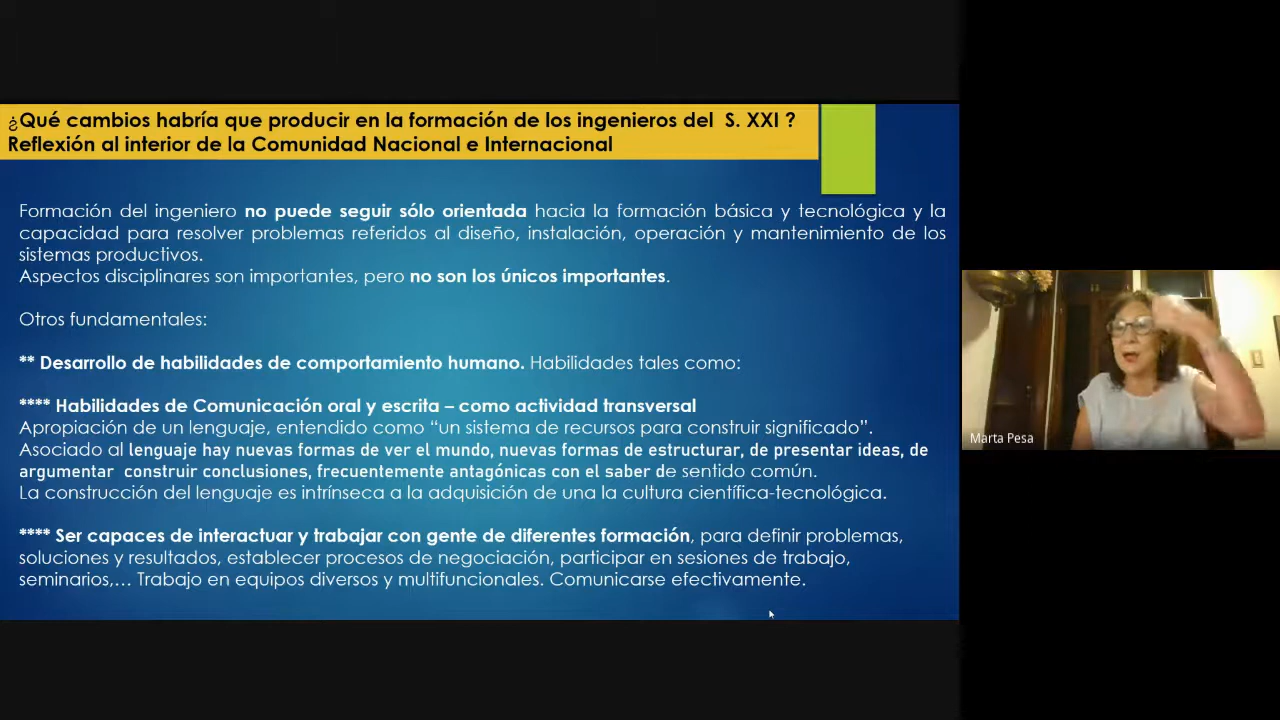 ¿Qué cambios habría que producir en la formación de los ingenieros del S. XXI ?
Reflexión al interior de la Comunidad Nacional e Internacional
Formación del ingeniero no puede seguir sólo orientada hacia la formación básica y tecnológica y la
capacidad para resolver problemas referidos al diseño, instalación, operación y mantenimiento de los
sistemas productivos.
Aspectos disciplinares son importantes, pero no son los únicos importantes.
Otros fundamentales:
** Desarrollo de habilidades de comportamiento humano. Habilidades tales como:
**** Habilidades de Comunicación oral y escrita – como actividad transversal
Apropiación de un lenguaje, entendido como “un sistema de recursos para construir significado”.
Asociado al lenguaje hay nuevas formas de ver el mundo, nuevas formas de estructurar, de presentar ideas, de
argumentar construir conclusiones, frecuentemente antagónicas con el saber de sentido común.
La construcción del lenguaje es intrínseca a la adquisición de una la cultura científica-tecnológica.
**** Ser capaces de interactuar y trabajar con gente de diferentes formación, para definir problemas,
soluciones y resultados, establecer procesos de negociación, participar en sesiones de trabajo,
seminarios,… Trabajo en equipos diversos y multifuncionales. Comunicarse efectivamente.
Marta Pesa